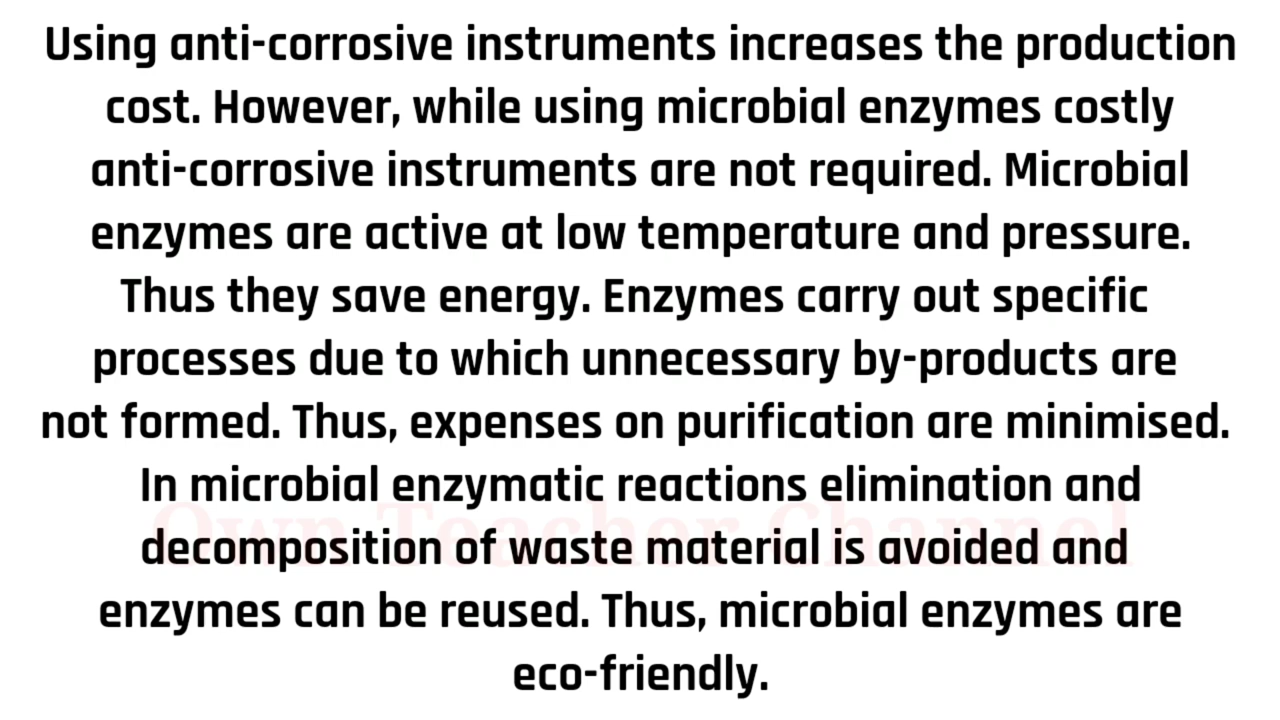 Using anti-corrosive instruments increases the production
cost. However, while using microbial enzymes costly
anti-corrosive instruments are not required. Microbial
enzymes are active at low temperature and pressure.
Thus they save energy. Enzymes carry out specific
processes due to which unnecessary by-products are
not formed. Thus, expenses on purification are minimised.
In microbial enzymatic reactions elimination and
Own Teacher Channel
decomposition of waste material is avoided and
enzymes can be reused. Thus, microbial enzymes are
eco-friendly.